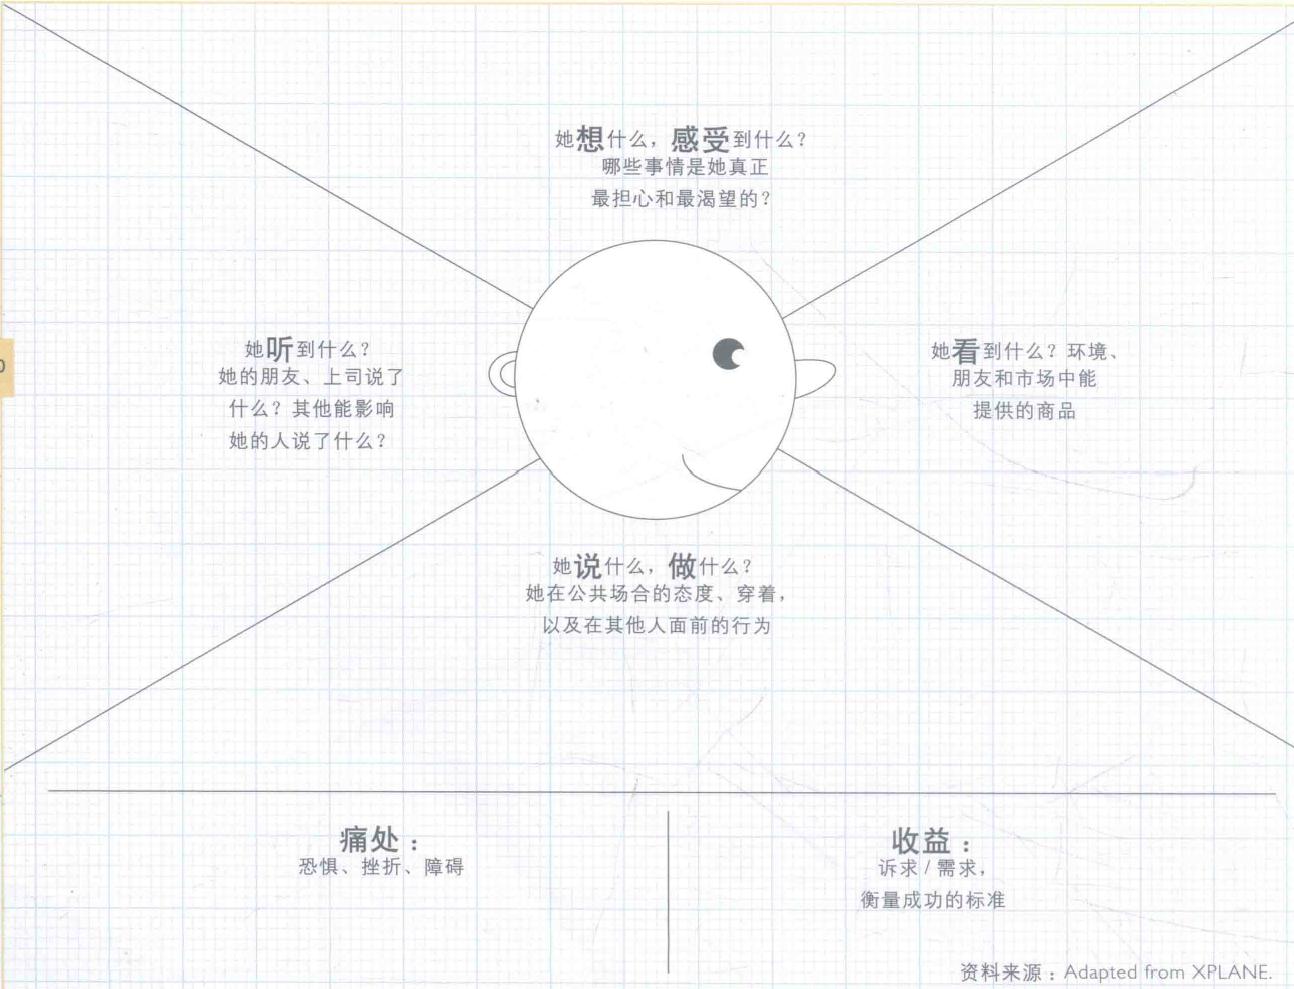 她想什么，感受到什么？
哪些事情是她真正
最担心和最渴望的？
她听到什么？
她的朋友、上司说了
什么？其他能影响
她的人说了什么？
她看到什么？环境、
朋友和市场中能
提供的商品
她说什么，做什么？
她在公共场合的态度、穿着，
以及在其他人面前的行为
痛处：
恐惧、挫折、障碍
收益：
诉求 / 需求，
衡量成功的标准
资料来源：Adapted from XPLANE.